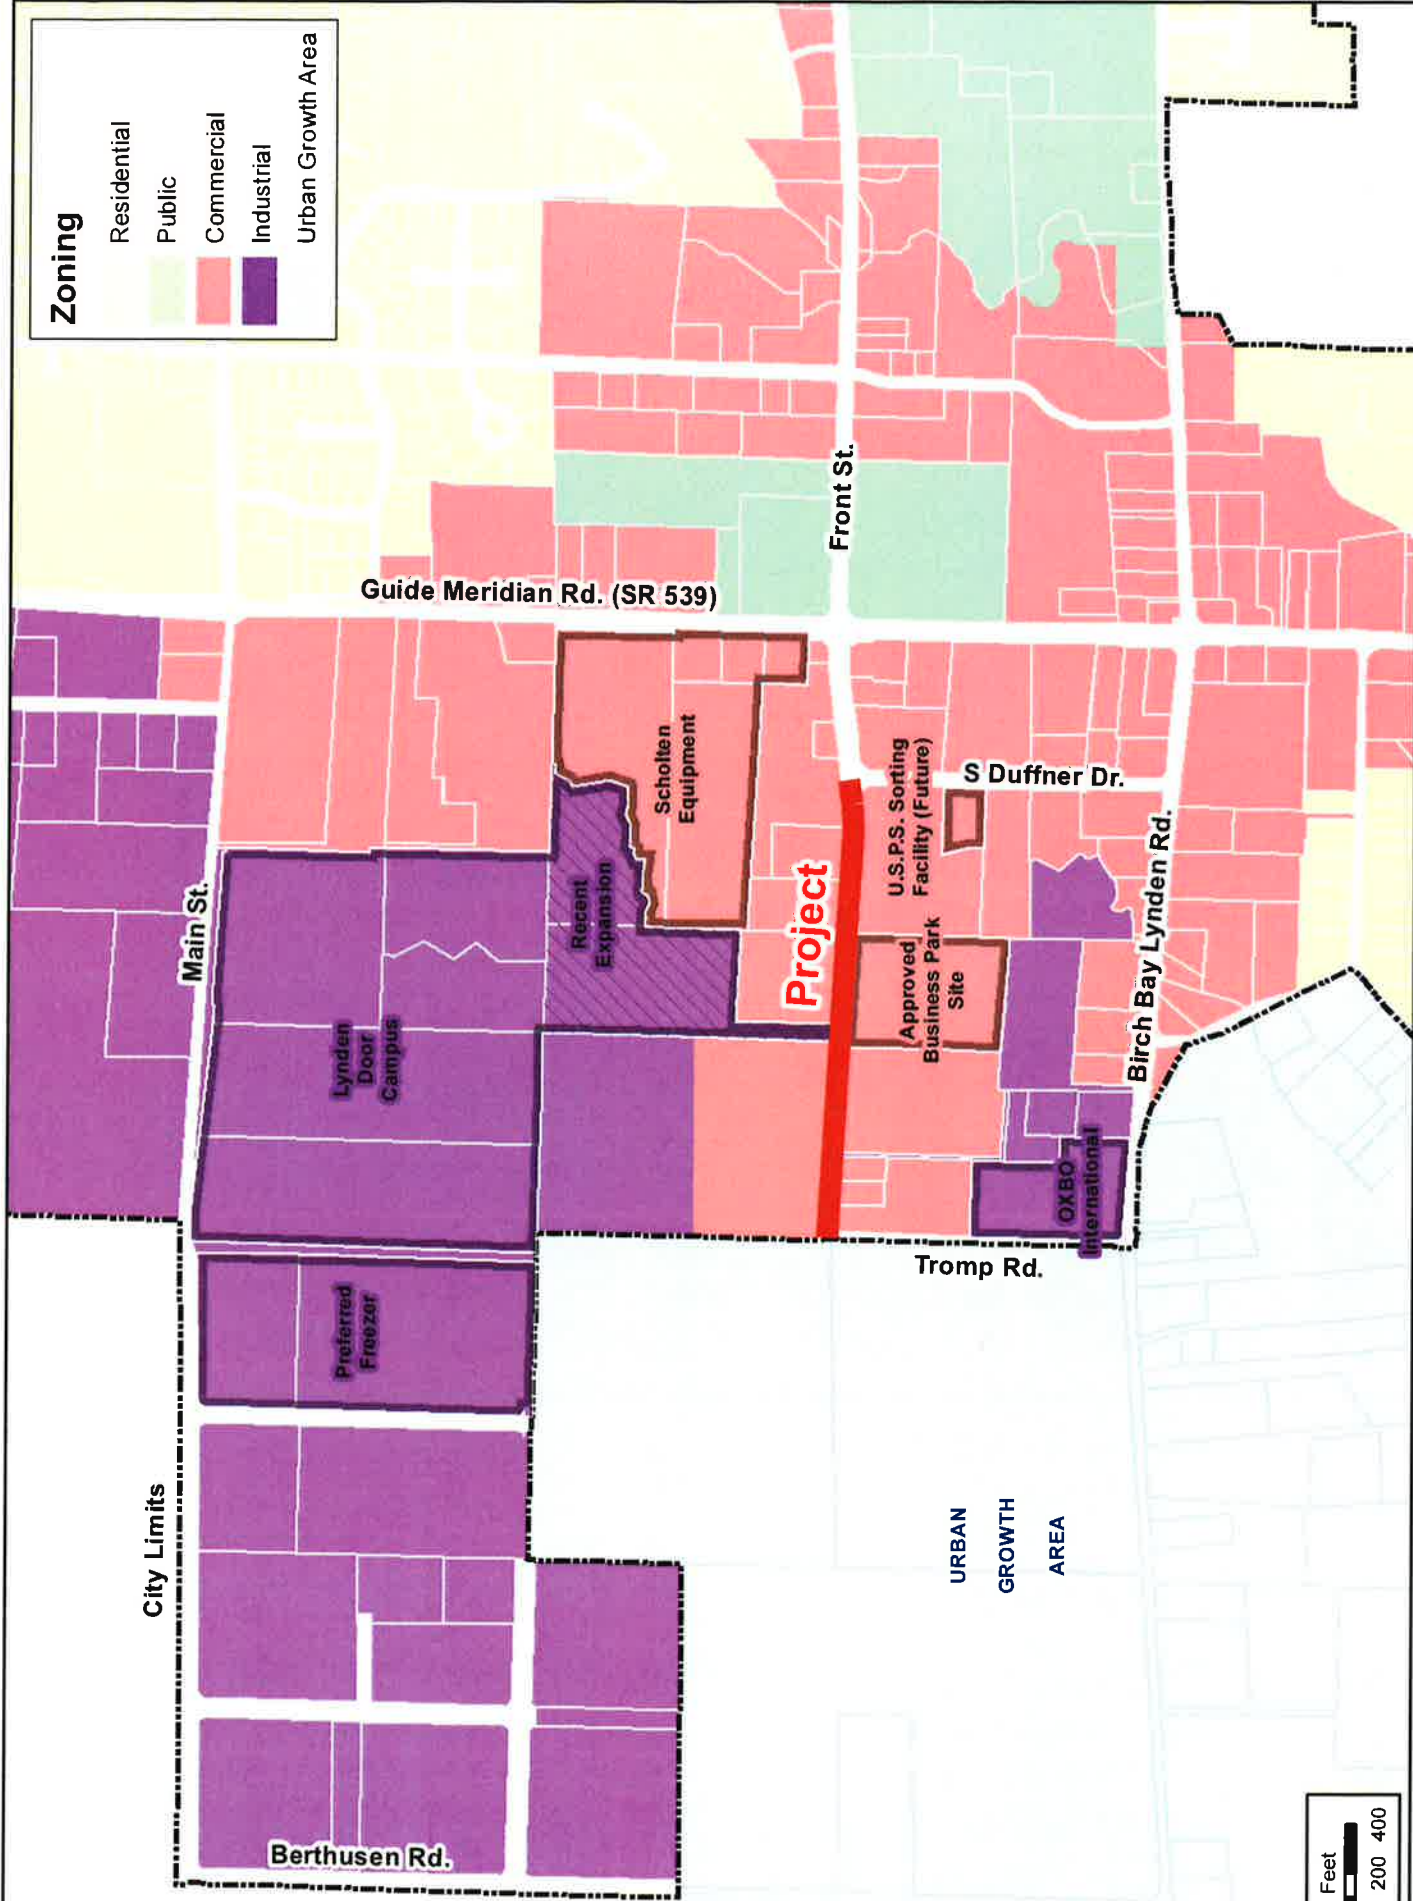 Zoning
Residential
Public
Commercial
Industrial
Urban Growth Area
City Limits
Main St.
Berthusen Rd.
Preferred
Freezer
Lynden
Door
Campus
Recent
Expansion
Scholten
Equipment
Guide Meridian Rd. (SR 539)
Front St.
Project
U.S.P.S. Sorting
Facility (Future)
S Duffner Dr.
Approved
Business Park
Site
Birch Bay Lynden Rd.
OXBO
International
Tromp Rd.
URBAN
GROWTH
AREA
Feet
200 400